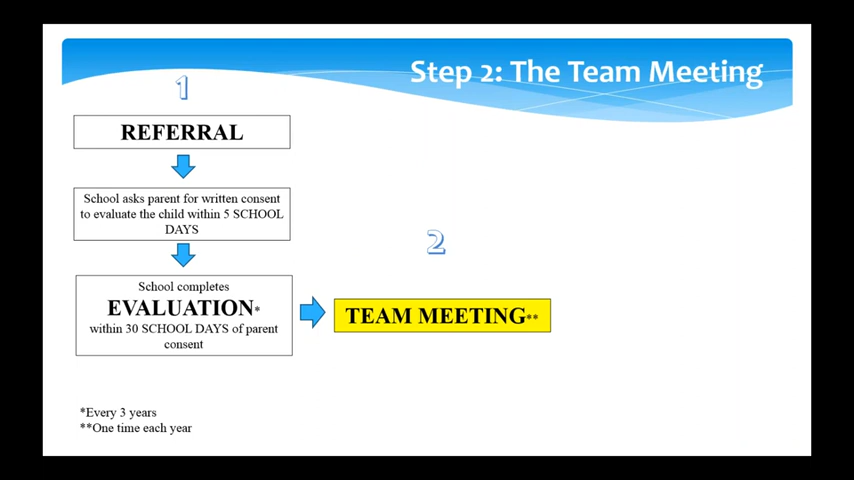 Step 2: The Team Meeting
1
REFERRAL
School asks parent for written consent
to evaluate the child within 5 SCHOOL
DAYS
School completes
EVALUATION*
within 30 SCHOOL DAYS of parent
consent
2
TEAM MEETING**
*Every 3 years
**One time each year